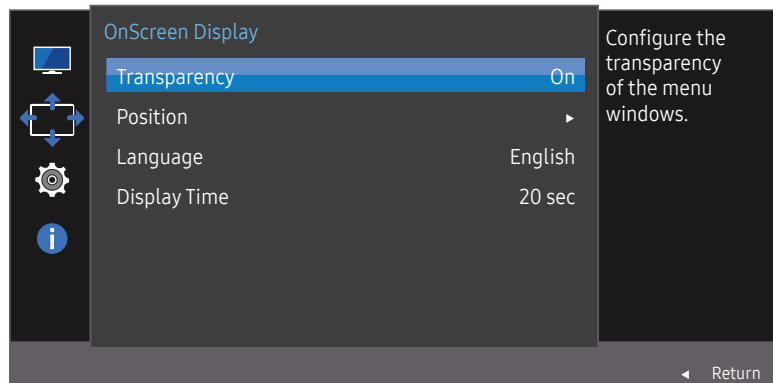 OnScreen Display
Transparency On
Position ▸
Language English
Display Time 20 sec
Configure the
transparency
of the menu
windows.
i
◂ Return